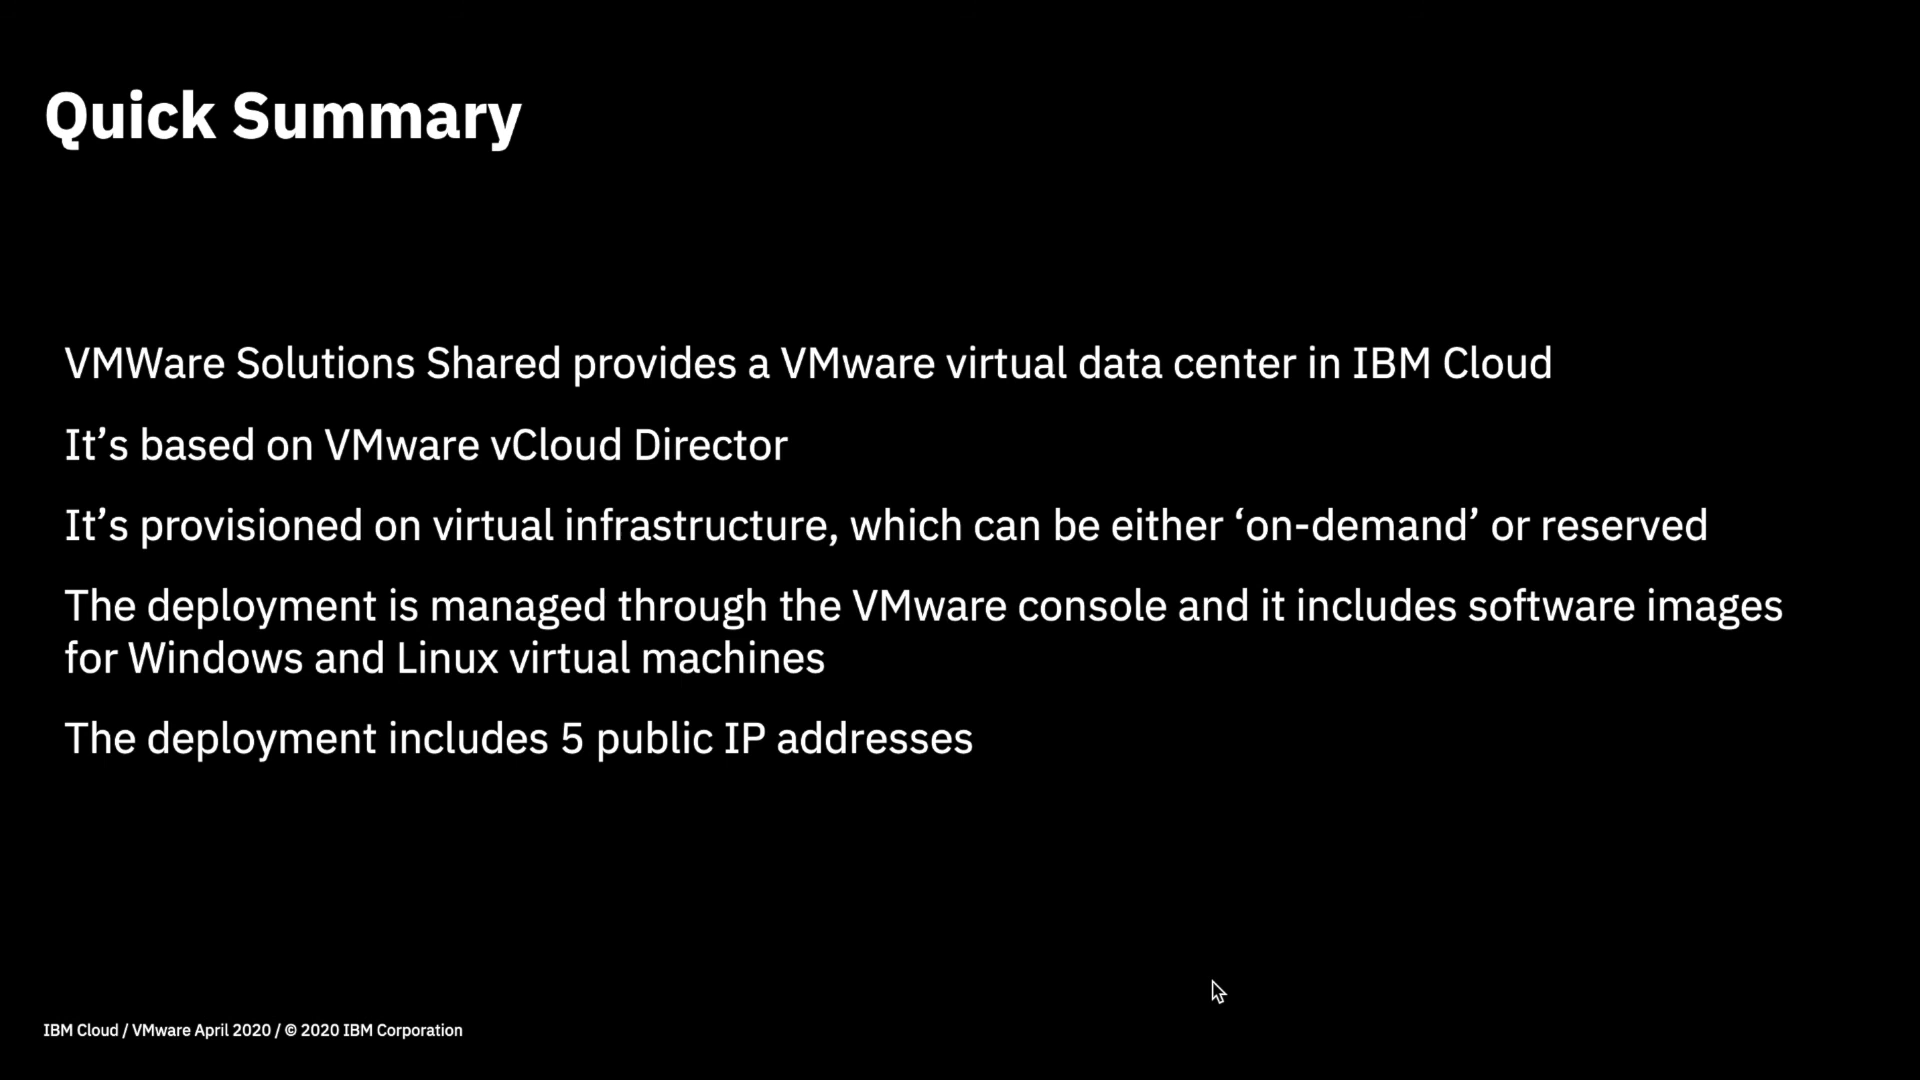 Quick Summary
VMWare Solutions Shared provides a VMware virtual data center in IBM Cloud
It’s based on VMware vCloud Director
It’s provisioned on virtual infrastructure, which can be either ‘on-demand’ or reserved
The deployment is managed through the VMware console and it includes software images
for Windows and Linux virtual machines
The deployment includes 5 public IP addresses
IBM Cloud / VMware April 2020 / © 2020 IBM Corporation